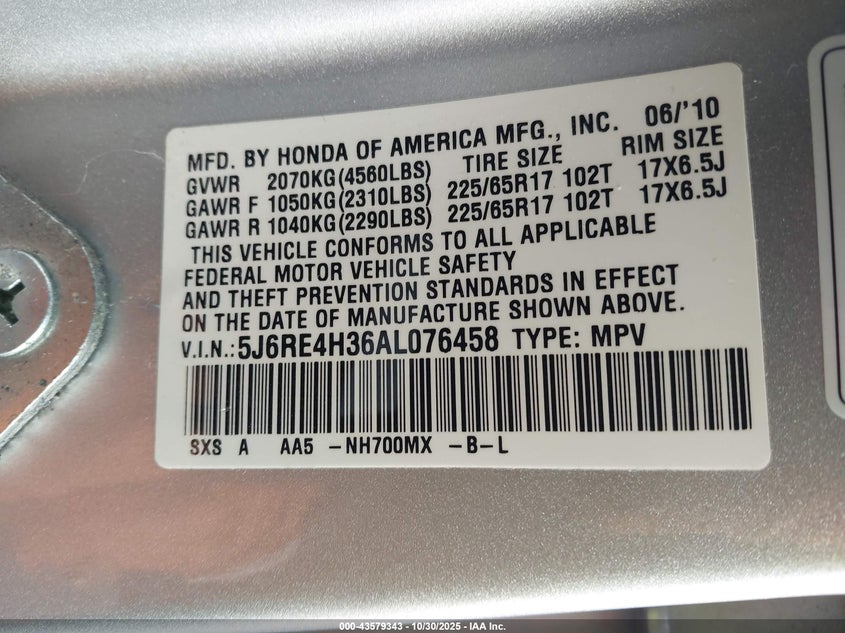 MFD. BY HONDA OF AMERICA MFG., INC. 06/'10
GVWR 2070KG(4560LBS) TIRE SIZE RIM SIZE
GAWR F 1050KG(2310LBS) 225/65R17 102T 17X6.5J
GAWR R 1040KG(2290LBS) 225/65R17 102T 17X6.5J
THIS VEHICLE CONFORMS TO ALL APPLICABLE
FEDERAL MOTOR VEHICLE SAFETY
AND THEFT PREVENTION STANDARDS IN EFFECT
ON THE DATE OF MANUFACTURE SHOWN ABOVE.
V.I.N.: 5J6RE4H36AL076458 TYPE: MPV
SXS A AA5 -NH700MX -B-L
000-43579343 - 10/30/2025 - IAA Inc.